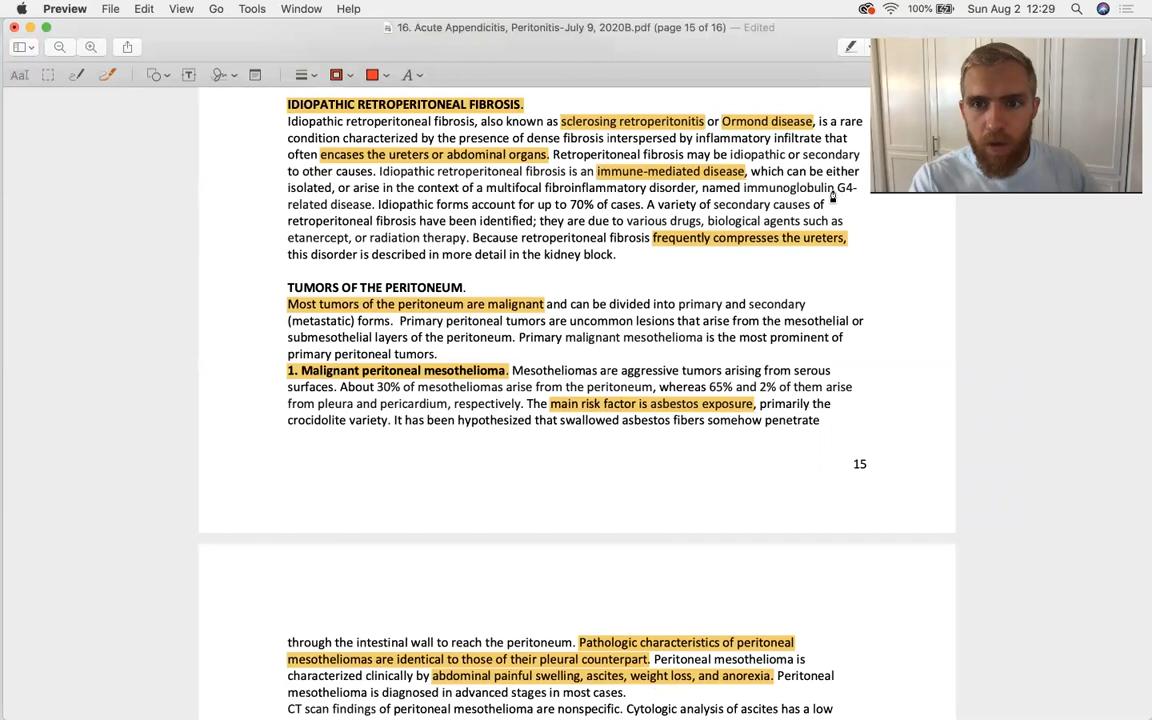 Preview File Edit View Go Tools Window Help 100% Sun Aug 2 12:29
16. Acute Appendicitis, Peritonitis-July 9, 2020B.pdf (page 15 of 16) — Edited
IDIOPATHIC RETROPERITONEAL FIBROSIS.
Idiopathic retroperitoneal fibrosis, also known as sclerosing retroperitonitis or Ormond disease, is a rare
condition characterized by the presence of dense fibrosis interspersed by inflammatory infiltrate that
often encases the ureters or abdominal organs. Retroperitoneal fibrosis may be idiopathic or secondary
to other causes. Idiopathic retroperitoneal fibrosis is an immune-mediated disease, which can be either
isolated, or arise in the context of a multifocal fibroinflammatory disorder, named immunoglobulin G4-
related disease. Idiopathic forms account for up to 70% of cases. A variety of secondary causes of
retroperitoneal fibrosis have been identified; they are due to various drugs, biological agents such as
etanercept, or radiation therapy. Because retroperitoneal fibrosis frequently compresses the ureters,
this disorder is described in more detail in the kidney block.
TUMORS OF THE PERITONEUM.
Most tumors of the peritoneum are malignant and can be divided into primary and secondary
(metastatic) forms. Primary peritoneal tumors are uncommon lesions that arise from the mesothelial or
submesothelial layers of the peritoneum. Primary malignant mesothelioma is the most prominent of
primary peritoneal tumors.
1. Malignant peritoneal mesothelioma. Mesotheliomas are aggressive tumors arising from serous
surfaces. About 30% of mesotheliomas arise from the peritoneum, whereas 65% and 2% of them arise
from pleura and pericardium, respectively. The main risk factor is asbestos exposure, primarily the
crocidolite variety. It has been hypothesized that swallowed asbestos fibers somehow penetrate
15
through the intestinal wall to reach the peritoneum. Pathologic characteristics of peritoneal
mesotheliomas are identical to those of their pleural counterpart. Peritoneal mesothelioma is
characterized clinically by abdominal painful swelling, ascites, weight loss, and anorexia. Peritoneal
mesothelioma is diagnosed in advanced stages in most cases.
CT scan findings of peritoneal mesothelioma are nonspecific. Cytologic analysis of ascites has a low